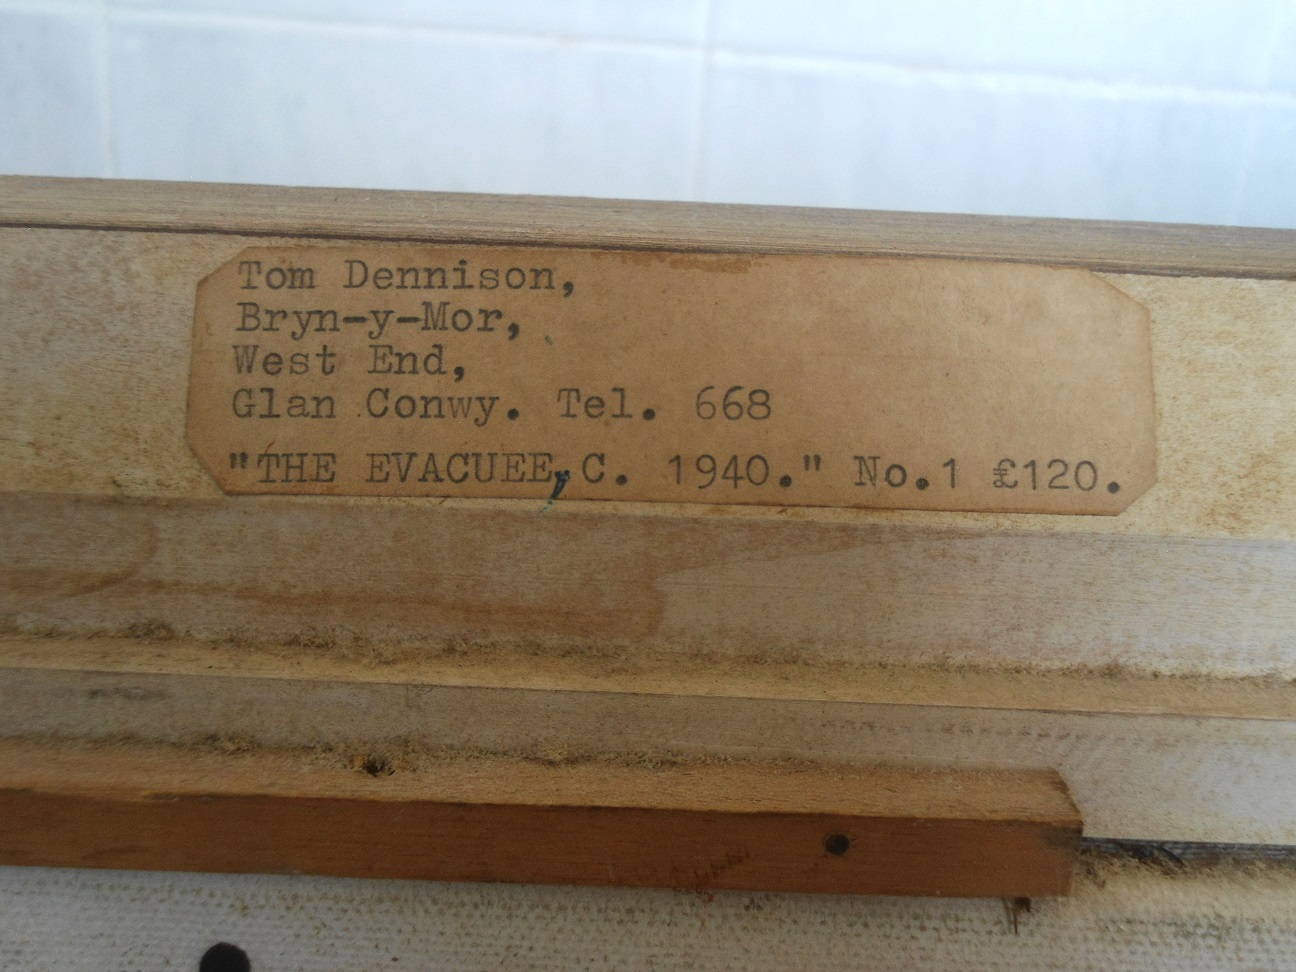 Tom Dennison,
Bryn-y-Mor,
West End,
Glan Conwy. Tel. 668
"THE EVACUEE, C. 1940." No.1 £120.